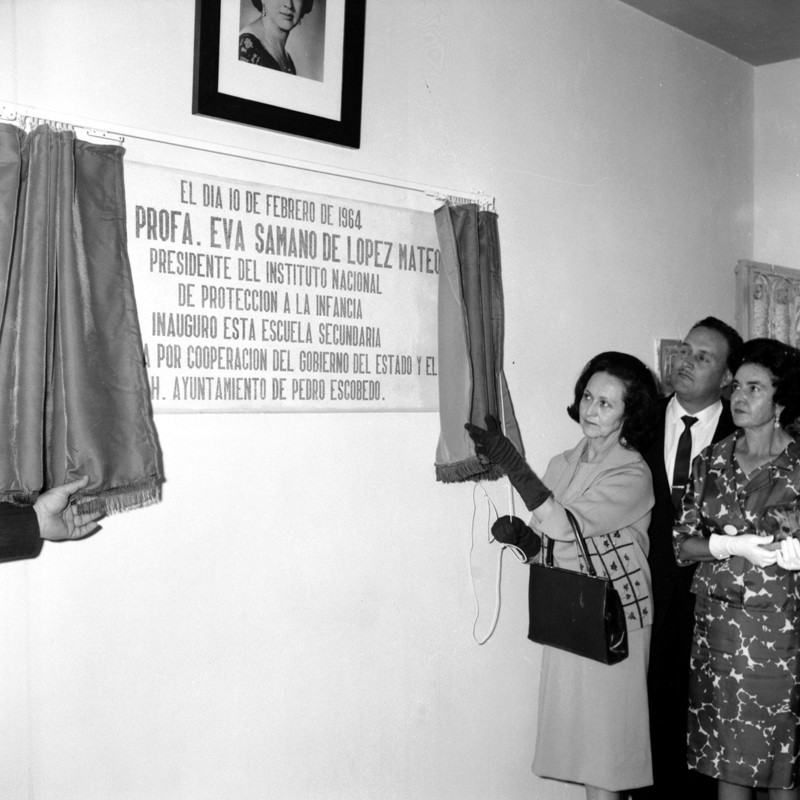 EL DIA 10 DE FEBRERO DE 1964
PROFA. EVA SAMANO DE LOPEZ MATEO
PRESIDENTE DEL INSTITUTO NACIONAL
DE PROTECCION A LA INFANCIA
INAUGURO ESTA ESCUELA SECUNDARIA
A POR COOPERACION DEL GOBIERNO DEL ESTADO Y EL
H. AYUNTAMIENTO DE PEDRO ESCOBEDO.